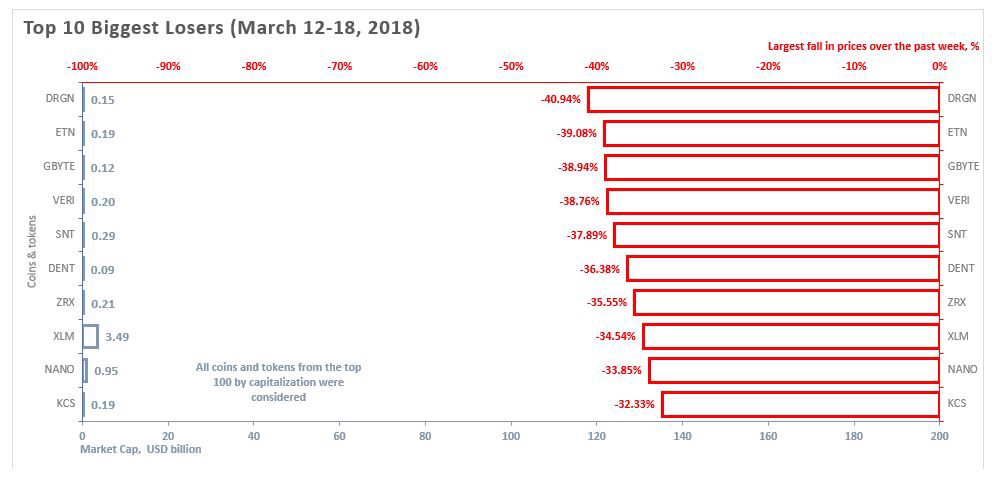 Top 10 Biggest Losers (March 12-18, 2018)
Largest fall in prices over the past week, %
-100% -90% -80% -70% -60% -50% -40% -30% -20% -10% 0%
DRGN 0.15 -40.94% DRGN
ETN 0.19 -39.08% ETN
GBYTE 0.12 -38.94% GBYTE
VERI 0.20 -38.76% VERI
SNT 0.29 -37.89% SNT
DENT 0.09 -36.38% DENT
ZRX 0.21 -35.55% ZRX
XLM 3.49 -34.54% XLM
NANO 0.95 -33.85% NANO
KCS 0.19 -32.33% KCS
Coins & tokens
All coins and tokens from the top
100 by capitalization were
considered
0 20 40 60 80 100 120 140 160 180 200
Market Cap, USD billion